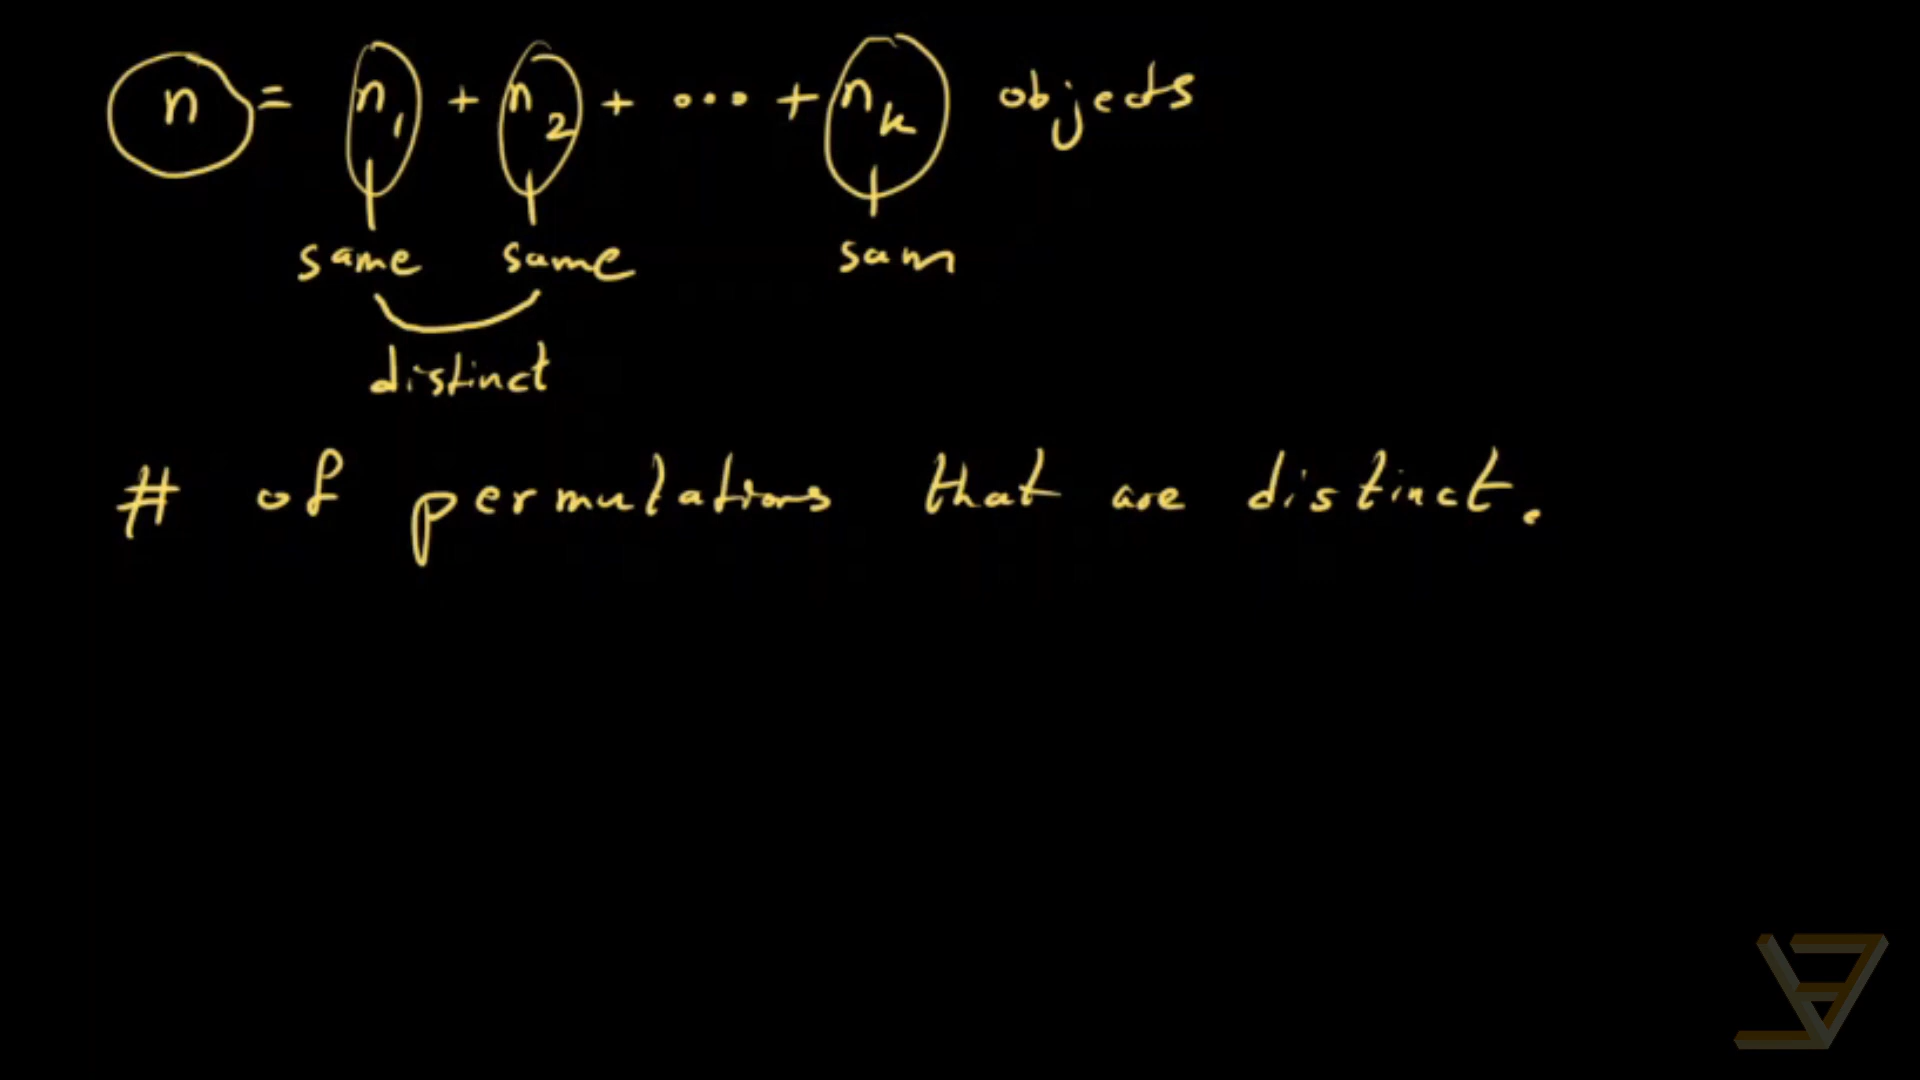 n = n₁ + n₂ + ... + nₖ objects
same same sam
distinct
# of permutations that are distinct.